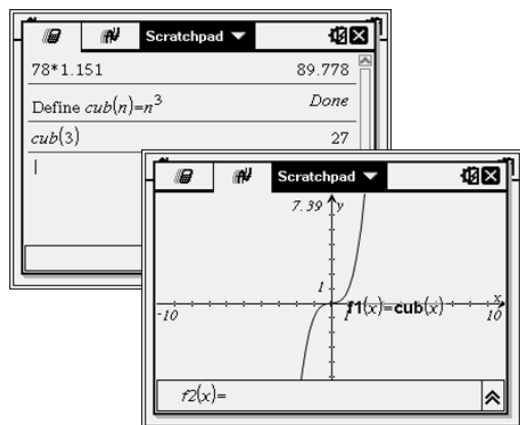 Scratchpad
78*1.151 89.778
Define cub(n)=n³ Done
cub(3) 27
Scratchpad
7.39 y
1
x
-10 1 10
f1(x)=cub(x)
f2(x)=